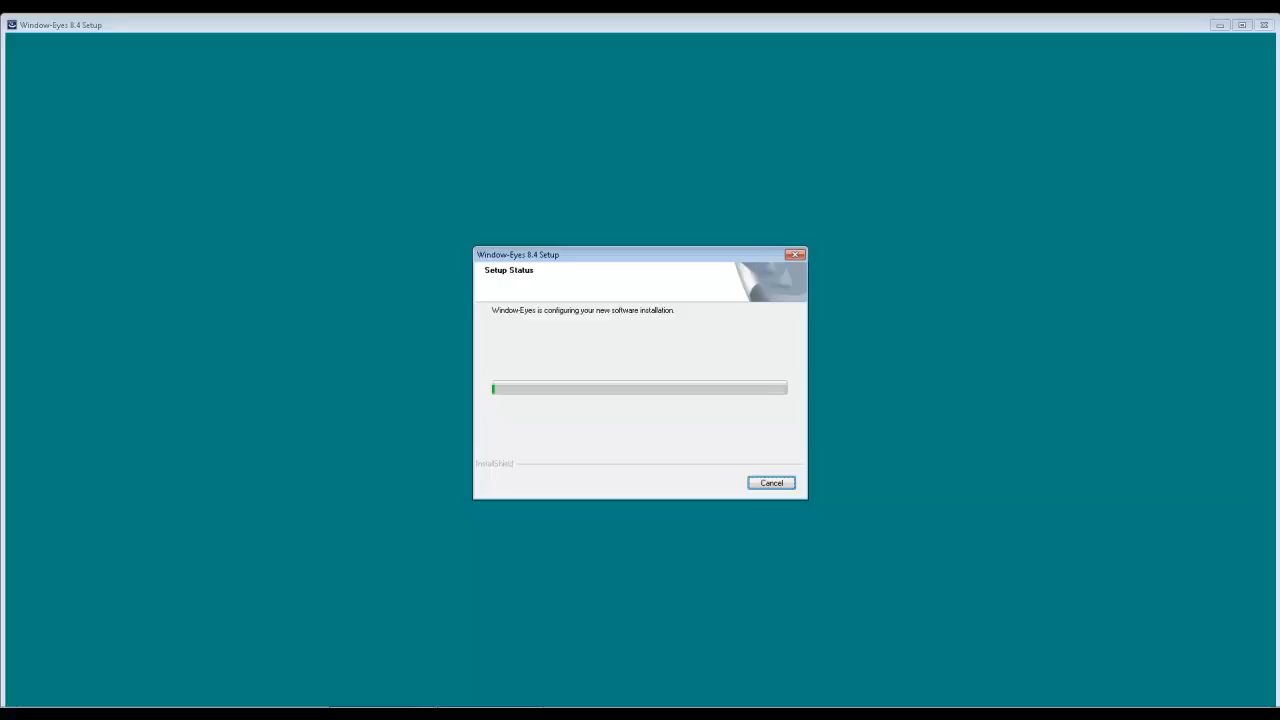 Window-Eyes 8.4 Setup
Window-Eyes 8.4 Setup
Setup Status
Window-Eyes is configuring your new software installation.
InstallShield
Cancel